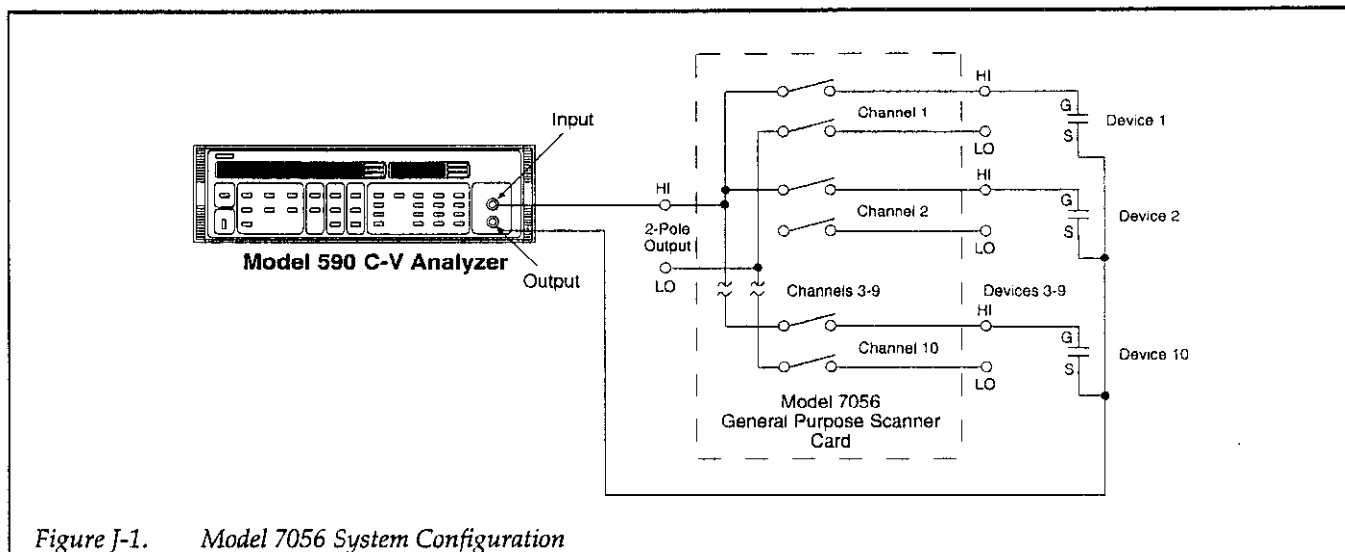 Input
Model 590 C-V Analyzer
Output
HI
2-Pole
Output
LO
Channel 1
HI
LO
G
S
Device 1
Channel 2
HI
LO
G
S
Device 2
Channels 3-9
Devices 3-9
Channel 10
HI
LO
G
S
Device 10
Model 7056
General Purpose Scanner
Card
Figure J-1. Model 7056 System Configuration